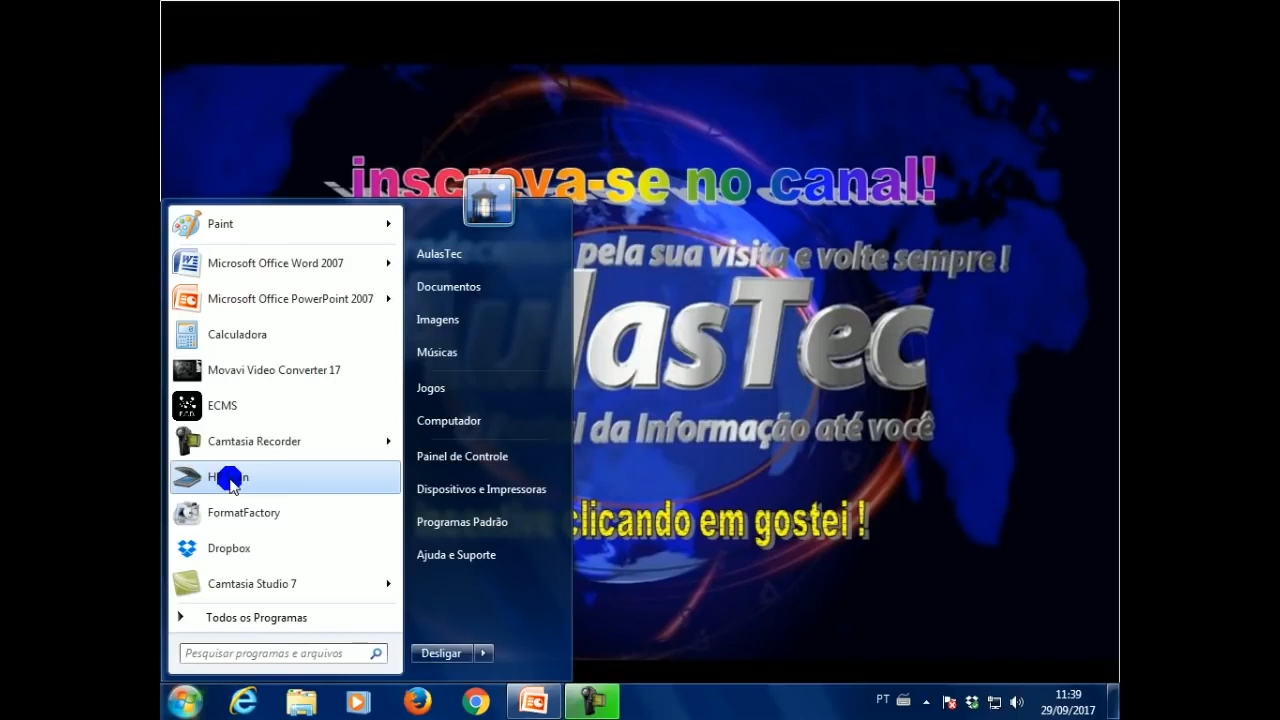 inscreva-se no canal!
pela sua visita e volte sempre !
lasTec
l da Informação até você
clicando em gostei !
Paint
Microsoft Office Word 2007
Microsoft Office PowerPoint 2007
Calculadora
Movavi Video Converter 17
ECMS
Camtasia Recorder
FormatFactory
Dropbox
Camtasia Studio 7
Todos os Programas
Pesquisar programas e arquivos
AulasTec
Documentos
Imagens
Músicas
Jogos
Computador
Painel de Controle
Dispositivos e Impressoras
Programas Padrão
Ajuda e Suporte
Desligar
PT
11:39
29/09/2017